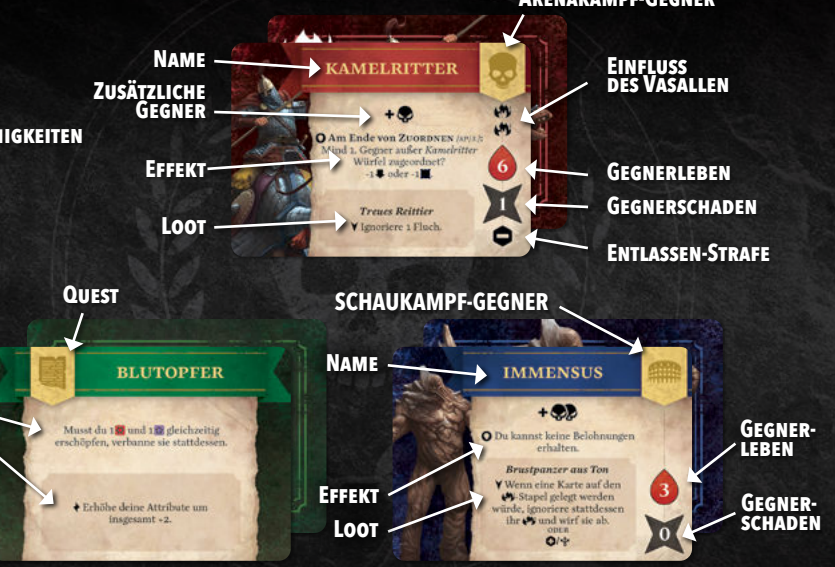 ARENAKAMPF-GEGNER
NAME
ZUSÄTZLICHE
GEGNER
EFFEKT
LOOT
KAMELRITTER
+
Am Ende von ZUORDNEN
Mind 1. Gegner außer Kamelritter
Würfel zugeordnet?
-1 oder -1
Treues Reittier
Ignoriere 1 Fluch.
6
1
EINFLUSS
DES VASALLEN
GEGNERLEBEN
GEGNERSCHADEN
ENTLASSEN-STRAFE
IGKEITEN
QUEST
BLUTOPFER
Musst du 1 und 1 gleichzeitig
erschöpfen, verbanne sie stattdessen.
Erhöhe deine Attribute um
insgesamt +2.
SCHAUKAMPF-GEGNER
NAME
EFFEKT
LOOT
IMMENSUS
+
Du kannst keine Belohnungen
erhalten.
Brustpanzer aus Ton
Wenn eine Karte auf den
-Stapel gelegt werden
würde, ignoriere stattdessen
ihr und wirf sie ab.
ODER
/
3
0
GEGNER-
LEBEN
GEGNER-
SCHADEN